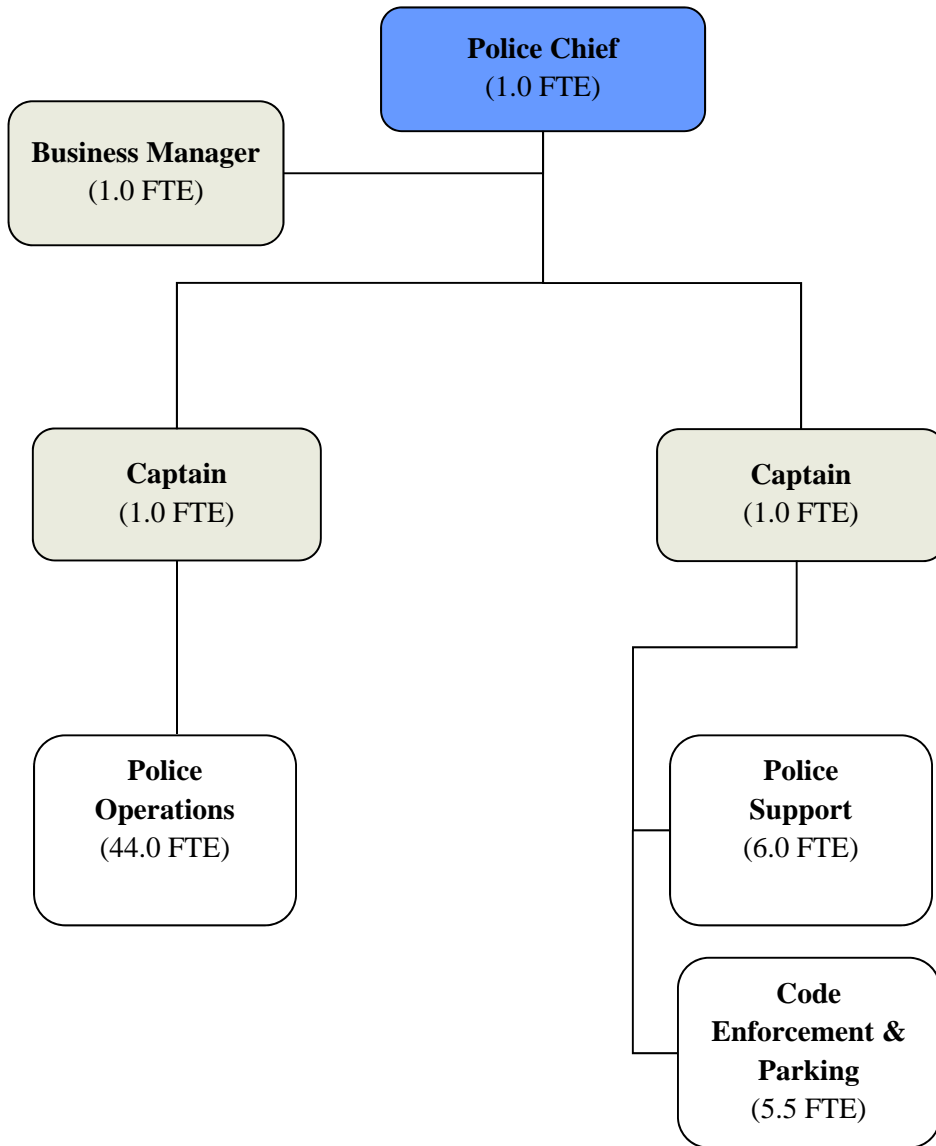 Police Chief
(1.0 FTE)
Business Manager
(1.0 FTE)
Captain
(1.0 FTE)
Captain
(1.0 FTE)
Police
Operations
(44.0 FTE)
Police
Support
(6.0 FTE)
Code
Enforcement &
Parking
(5.5 FTE)